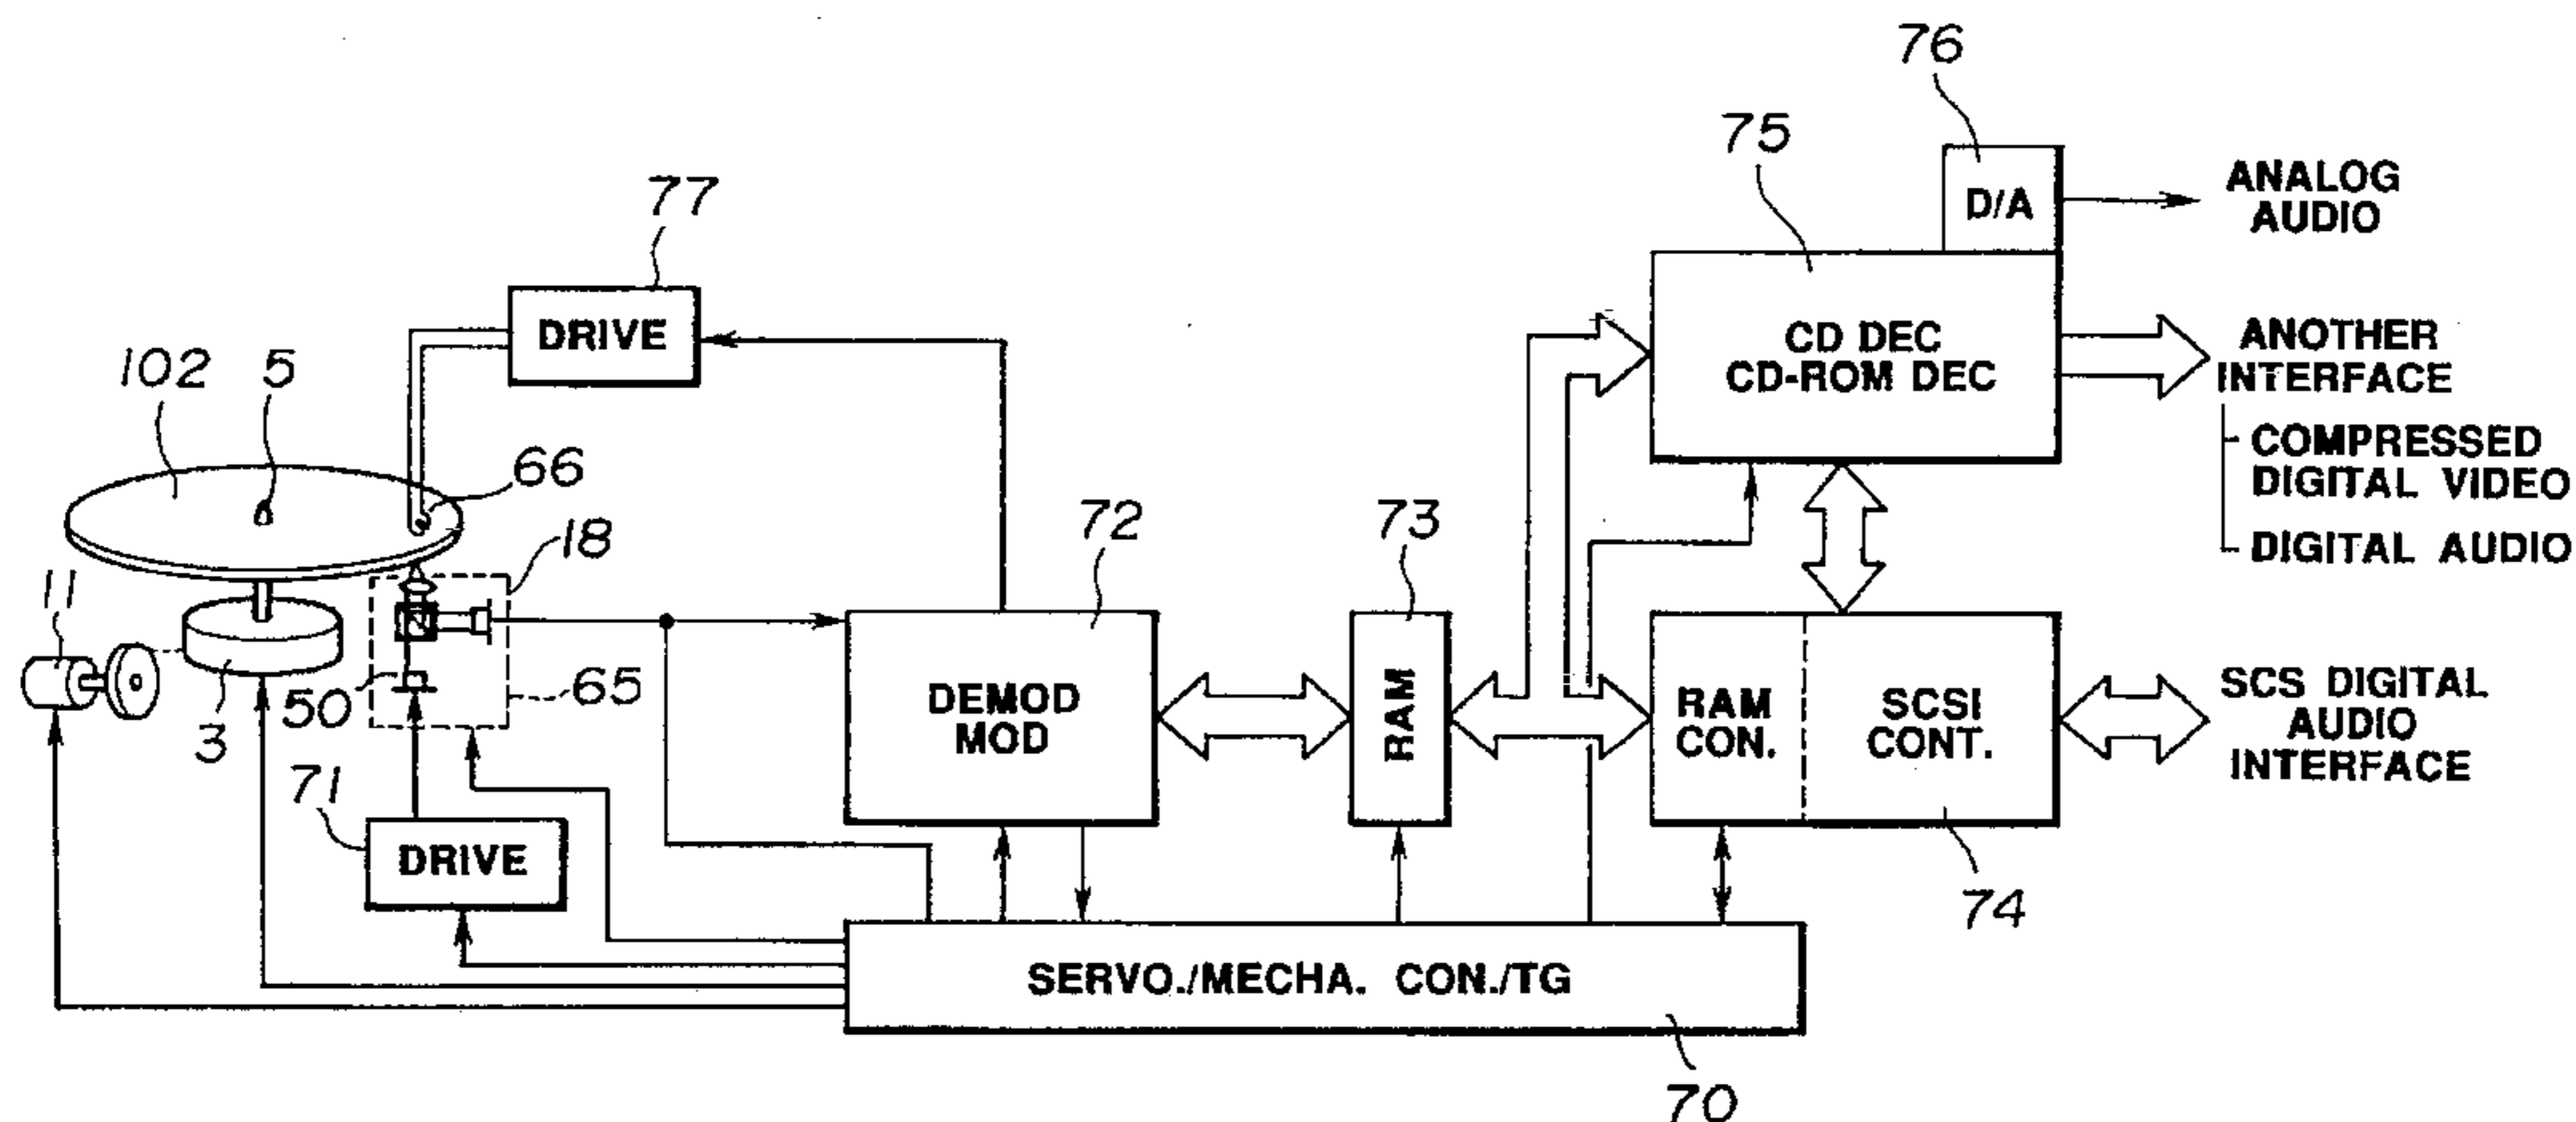 76
75
D/A
ANALOG
AUDIO
77
DRIVE
CD DEC
CD-ROM DEC
ANOTHER
INTERFACE
COMPRESSED
DIGITAL VIDEO
DIGITAL AUDIO
102
5
66
18
72
73
11
3
50
65
DEMOD
MOD
RAM
RAM
CON.
SCSI
CONT.
SCS DIGITAL
AUDIO
INTERFACE
71
DRIVE
74
SERVO./MECHA. CON./TG
70